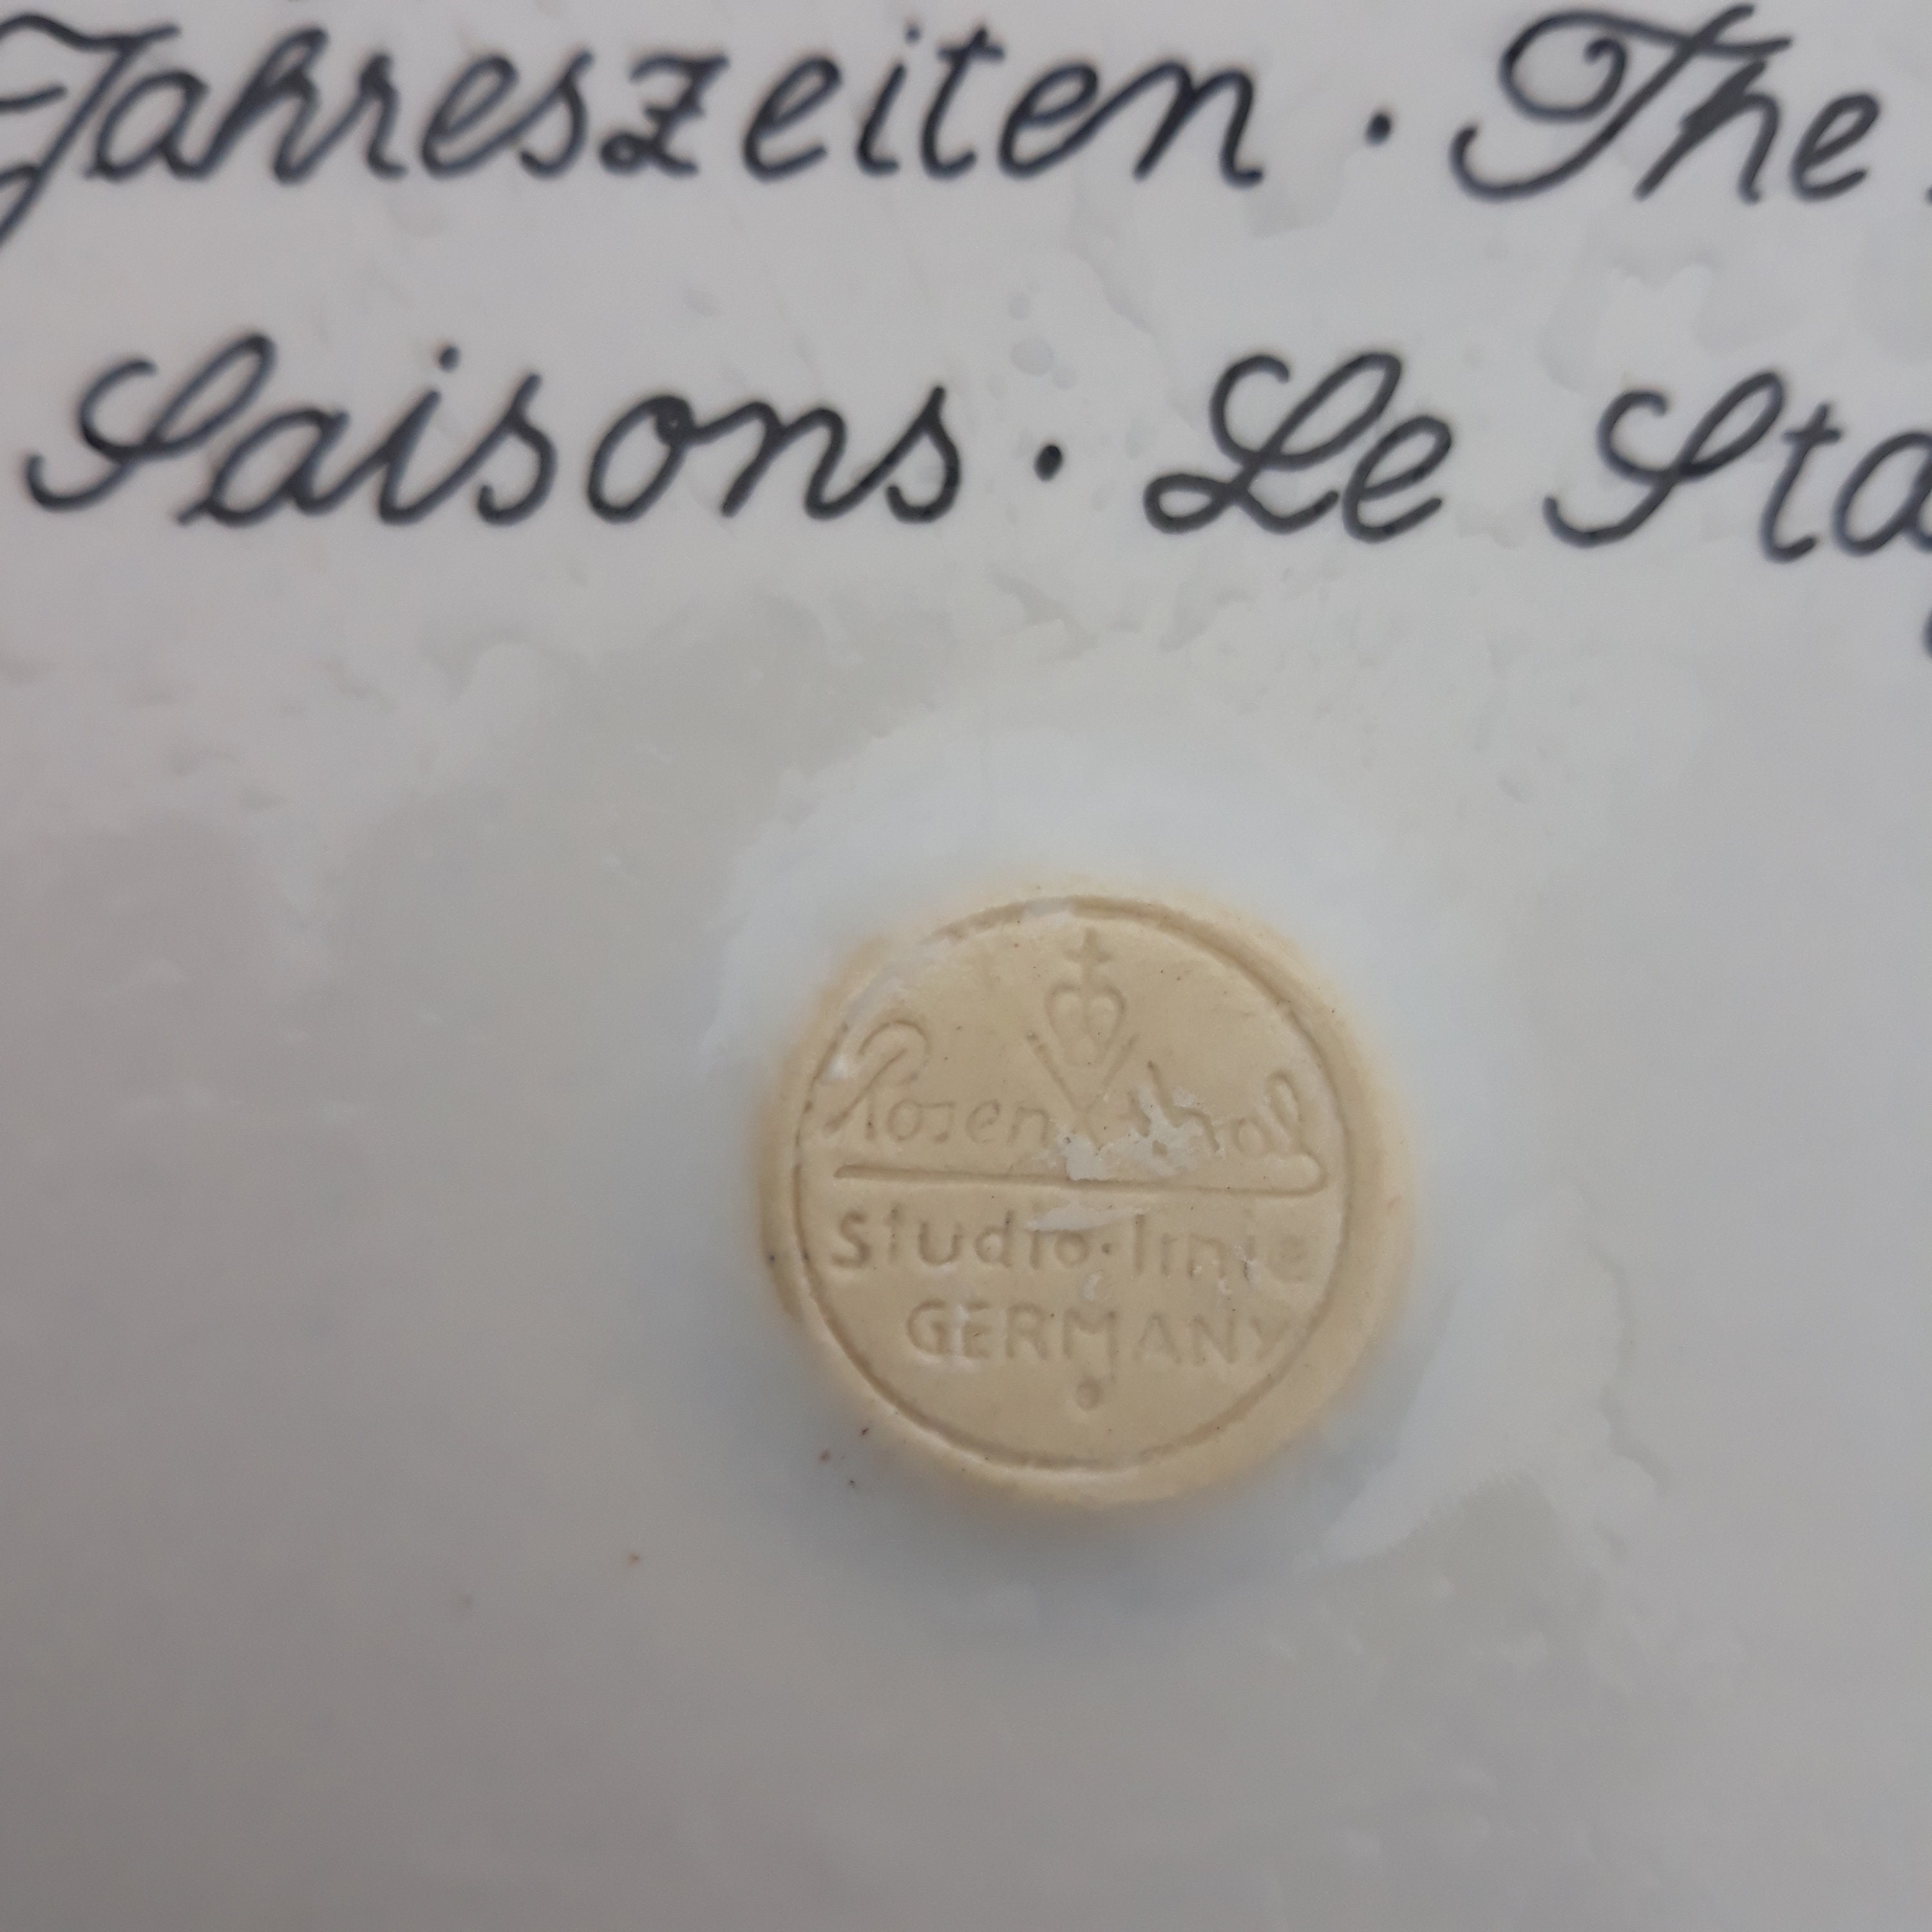 Jahreszeiten · The
Saisons · Le Sta
Rosenthal
studio-linie
GERMANY